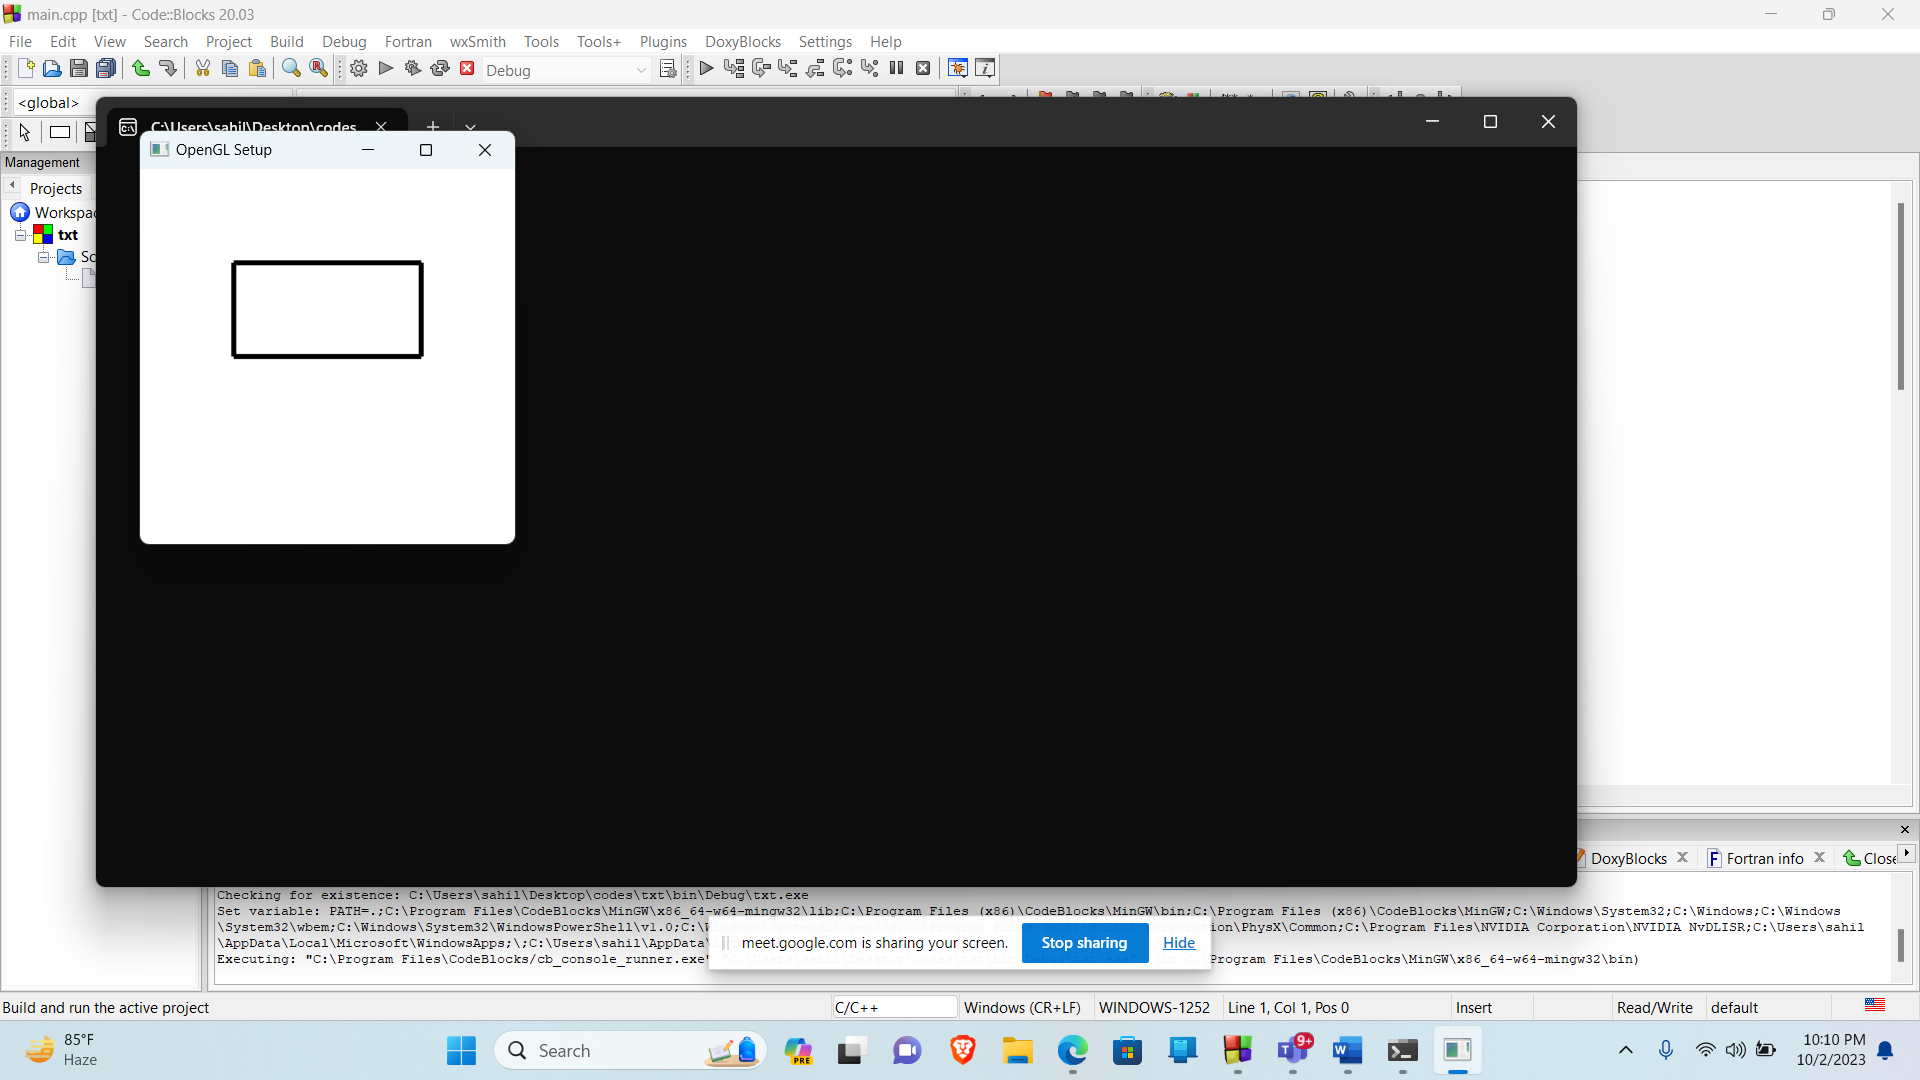 main.cpp [txt] - Code::Blocks 20.03
File Edit View Search Project Build Debug Fortran wxSmith Tools Tools+ Plugins DoxyBlocks Settings Help
Debug
<global>
C:\Users\sahil\Desktop\codes
OpenGL Setup
Management
Projects
Workspac
txt
So
DoxyBlocks
Fortran info
Close
Checking for existence: C:\Users\sahil\Desktop\codes\txt\bin\Debug\txt.exe
Set variable: PATH=.;C:\Program Files\CodeBlocks\MinGW\x86_64-w64-mingw32\lib;C:\Program Files (x86)\CodeBlocks\MinGW\bin;C:\Program Files (x86)\CodeBlocks\MinGW;C:\Windows\System32;C:\Windows;C:\Windows
\System32\wbem;C:\Windows\System32\WindowsPowerShell\v1.0;C:\ ation\PhysX\Common;C:\Program Files\NVIDIA Corporation\NVIDIA NvDLISR;C:\Users\sahil
\AppData\Local\Microsoft\WindowsApps;\;C:\Users\sahil\AppData\
Executing: "C:\Program Files\CodeBlocks/cb_console_runner.exe" Program Files\CodeBlocks\MinGW\x86_64-w64-mingw32\bin)
meet.google.com is sharing your screen. Stop sharing Hide
Build and run the active project C/C++ Windows (CR+LF) WINDOWS-1252 Line 1, Col 1, Pos 0 Insert Read/Write default
85°F
Haze
Search
PRE
9+
10:10 PM
10/2/2023